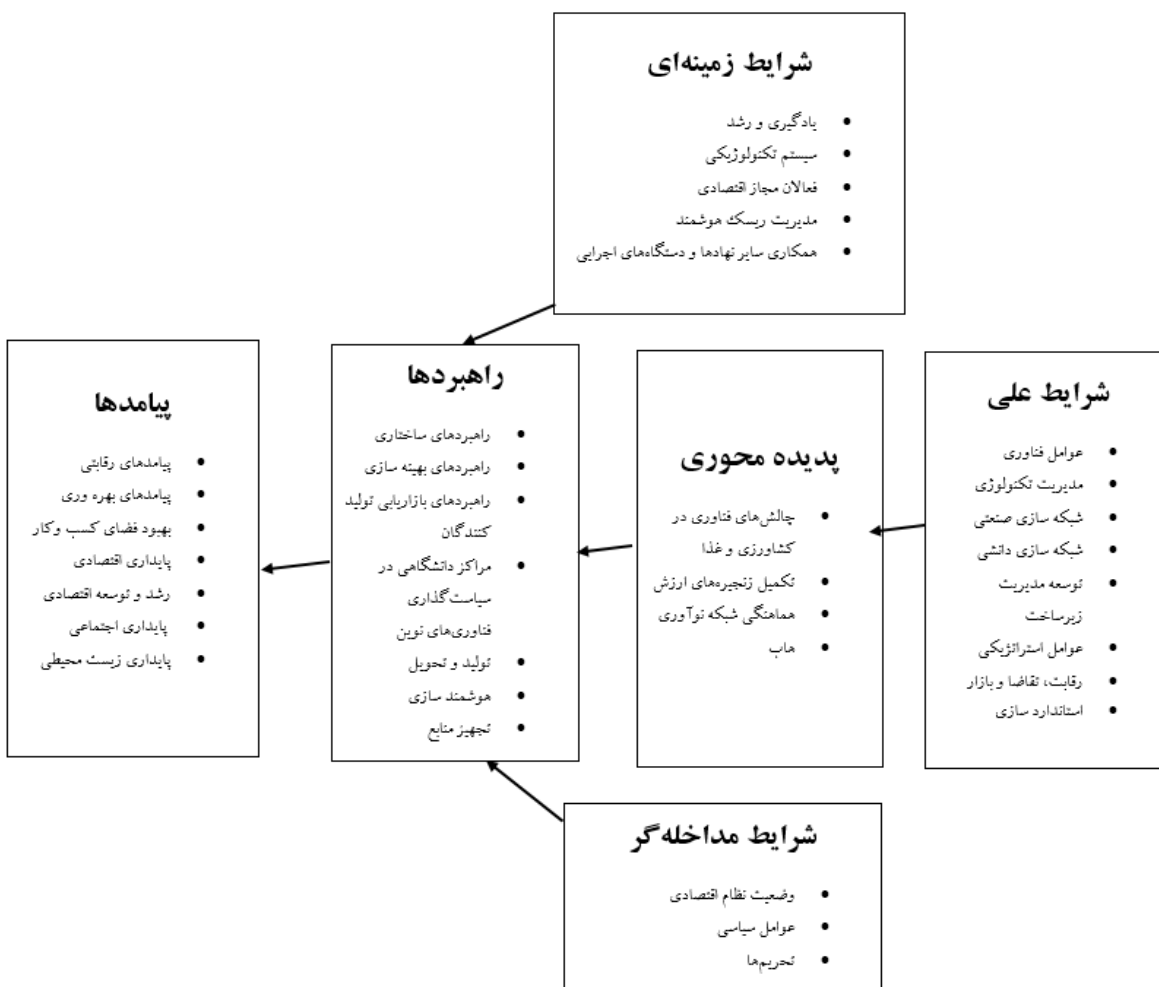 شرایط زمینه‌ای
یادگیری و رشد
سیستم تکنولوژیکی
فعالان مجاز اقتصادی
مدیریت ریسک هوشمند
همکاری سایر نهادها و دستگاه‌های اجرایی
شرایط علی
عوامل فناوری
مدیریت تکنولوژی
شبکه سازی صنعتی
شبکه سازی دانشی
توسعه مدیریت
زیرساخت
عوامل استراتژیکی
رقابت، تقاضا و بازار
استاندارد سازی
پدیده محوری
چالش‌های فناوری در
کشاورزی و غذا
تکمیل زنجیره‌های ارزش
هماهنگی شبکه نوآوری
هاب
راهبردها
راهبردهای ساختاری
راهبردهای بهینه سازی
راهبردهای بازاریابی تولید
کنندگان
مراکز دانشگاهی در
سیاست‌گذاری
فناوری‌های نوین
تولید و تحویل
هوشمند سازی
تجهیز منابع
پیامدها
پیامدهای رقابتی
پیامدهای بهره وری
بهبود فضای کسب وکار
پایداری اقتصادی
رشد و توسعه اقتصادی
پایداری اجتماعی
پایداری زیست محیطی
شرایط مداخله‌گر
وضعیت نظام اقتصادی
عوامل سیاسی
تحریم‌ها